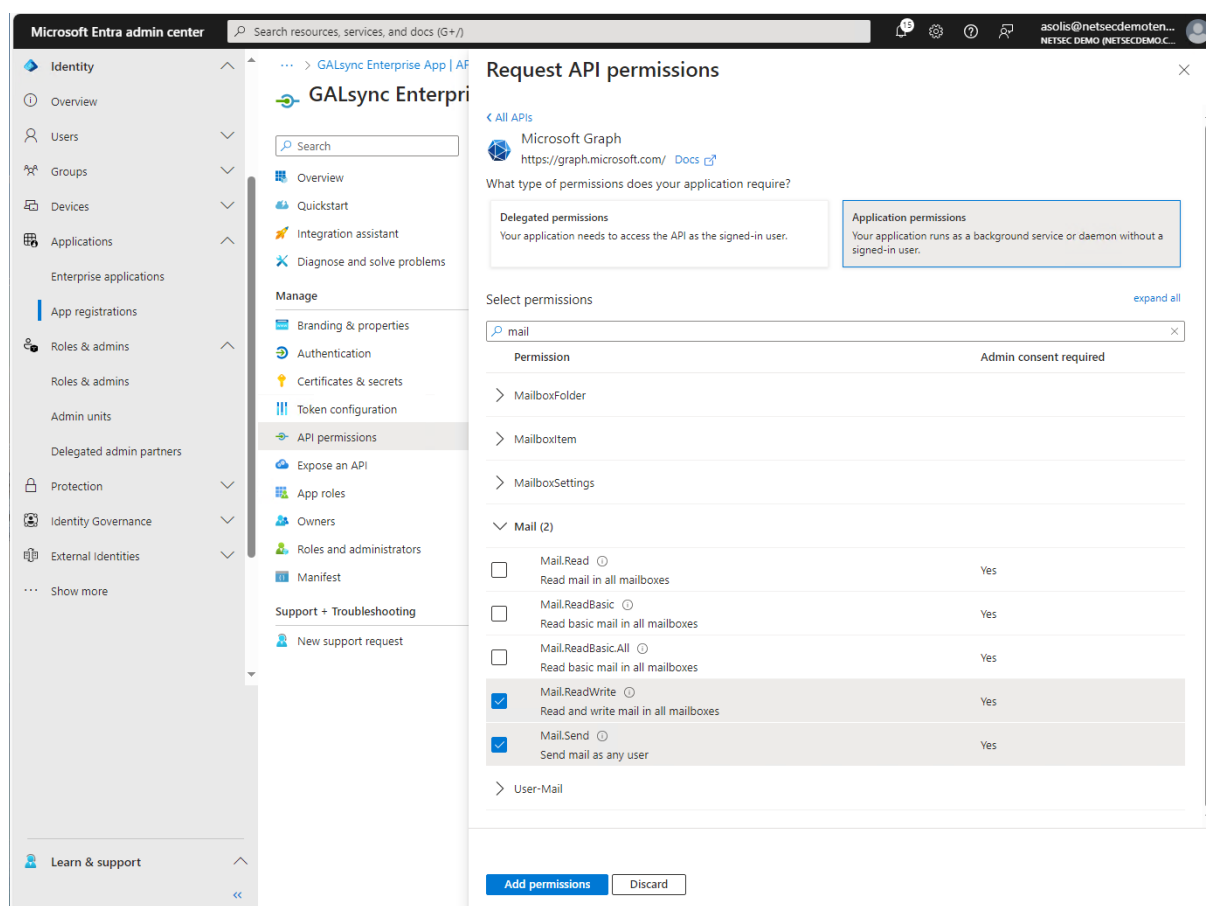 Microsoft Entra admin center
Search resources, services, and docs (G+/)
15
asolis@netsecdemoten...
NETSEC DEMO (NETSECDEMO.C...
Identity
Overview
Users
Groups
Devices
Applications
Enterprise applications
App registrations
Roles & admins
Roles & admins
Admin units
Delegated admin partners
Protection
Identity Governance
External Identities
Show more
Learn & support
... > GALsync Enterprise App | AP
GALsync Enterpri
Search
Overview
Quickstart
Integration assistant
Diagnose and solve problems
Manage
Branding & properties
Authentication
Certificates & secrets
Token configuration
API permissions
Expose an API
App roles
Owners
Roles and administrators
Manifest
Support + Troubleshooting
New support request
Request API permissions
All APIs
Microsoft Graph
https://graph.microsoft.com/ Docs
What type of permissions does your application require?
Delegated permissions
Your application needs to access the API as the signed-in user.
Application permissions
Your application runs as a background service or daemon without a
signed-in user.
Select permissions
expand all
mail
Permission
Admin consent required
MailboxFolder
MailboxItem
MailboxSettings
Mail (2)
Mail.Read
Read mail in all mailboxes
Yes
Mail.ReadBasic
Read basic mail in all mailboxes
Yes
Mail.ReadBasic.All
Read basic mail in all mailboxes
Yes
Mail.ReadWrite
Read and write mail in all mailboxes
Yes
Mail.Send
Send mail as any user
Yes
User-Mail
Add permissions
Discard